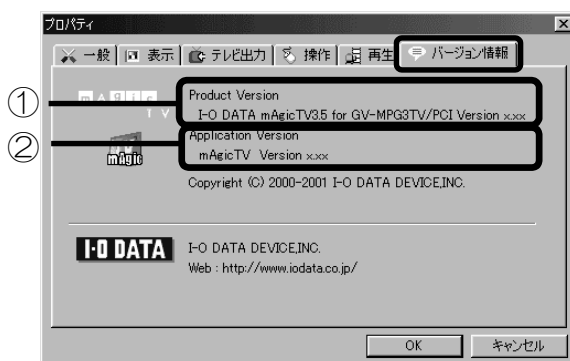 プロパティ
一般 表示 テレビ出力 操作 再生 バージョン情報
①
Product Version
I-O DATA mAgicTV3.5 for GV-MPG3TV/PCI Version x.xx
②
Application Version
mAgicTV Version x.xx
mAgic
Copyright (C) 2000-2001 I-O DATA DEVICE,INC.
I-O DATA
I-O DATA DEVICE,INC.
Web : http://www.iodata.co.jp/
OK キャンセル